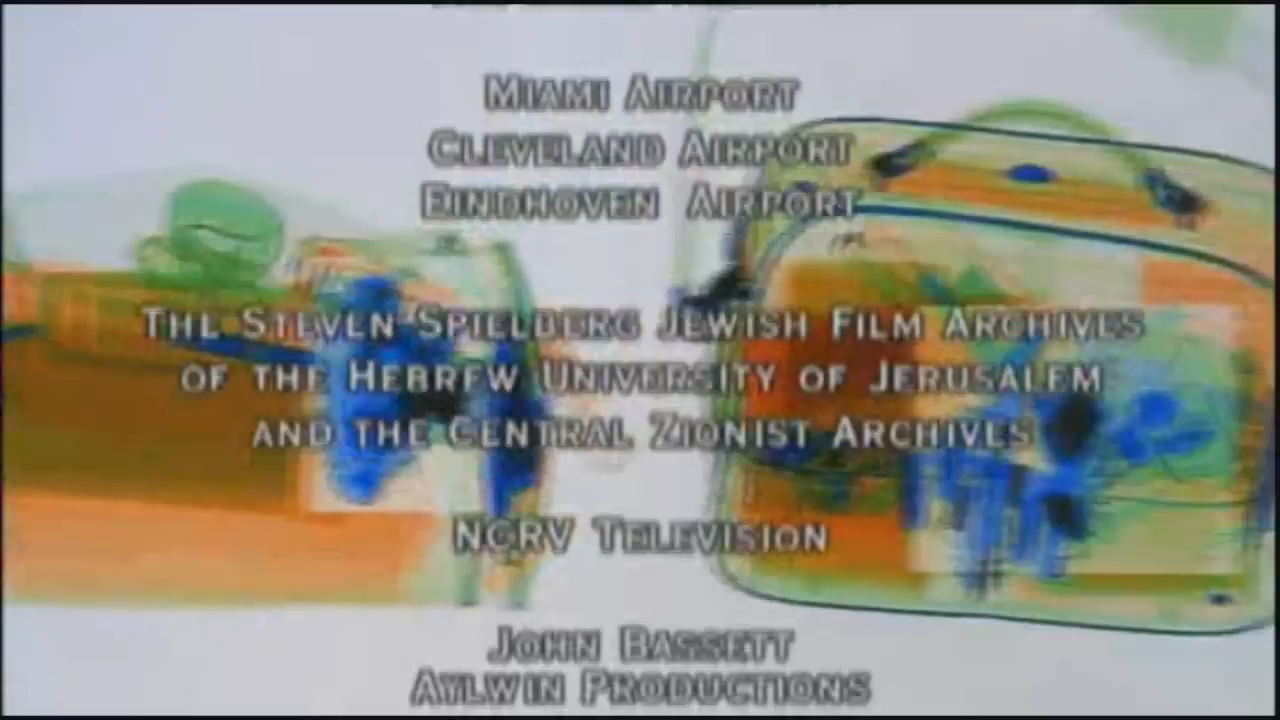 MIAMI AIRPORT
CLEVELAND AIRPORT
EINDHOVEN AIRPORT
THE STEVEN SPIELBERG JEWISH FILM ARCHIVES
OF THE HEBREW UNIVERSITY OF JERUSALEM
AND THE CENTRAL ZIONIST ARCHIVES
NCRV TELEVISION
JOHN BASSETT
AYLWIN PRODUCTIONS